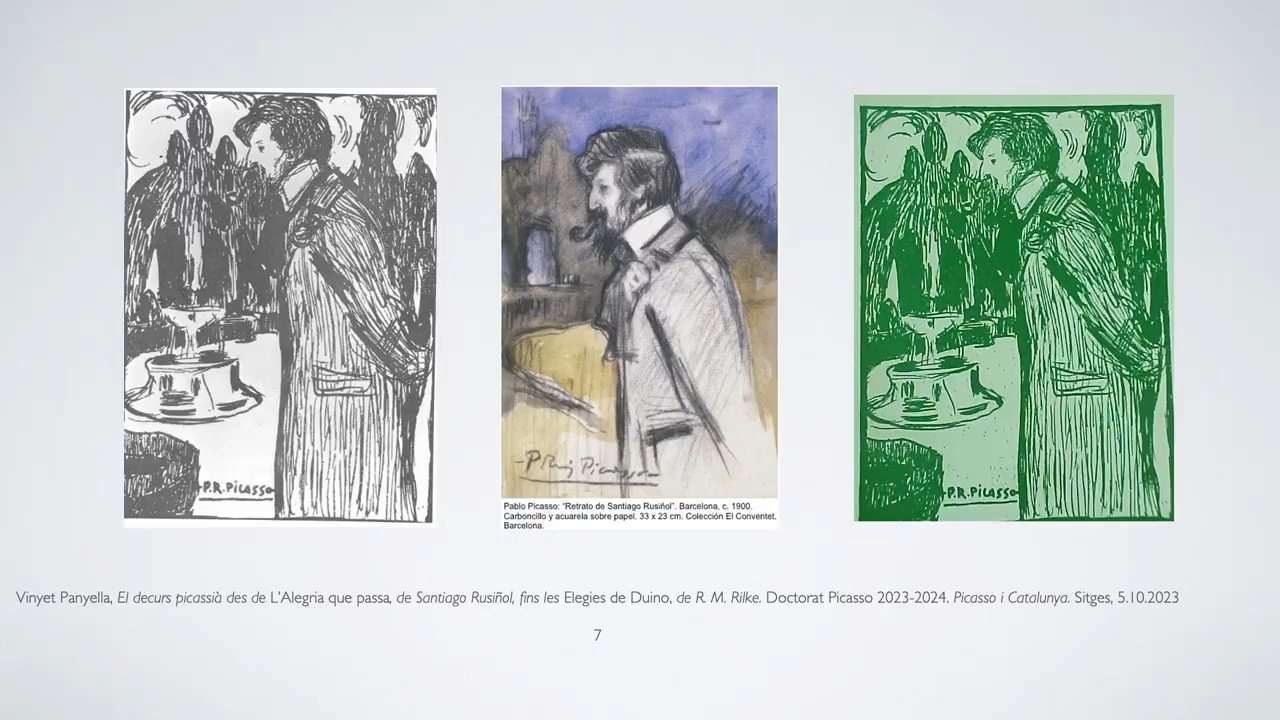 P.R.PiCASSO
-P Ruiz Picasso-
Pablo Picasso: "Retrato de Santiago Rusiñol". Barcelona, c. 1900.
Carboncillo y acuarela sobre papel. 33 x 23 cm. Colección El Conventet,
Barcelona.
P.R.PiCASSO
Vinyet Panyella, El decurs picassià des de L'Alegria que passa, de Santiago Rusiñol, fins les Elegies de Duino, de R. M. Rilke. Doctorat Picasso 2023-2024. Picasso i Catalunya. Sitges, 5.10.2023
7